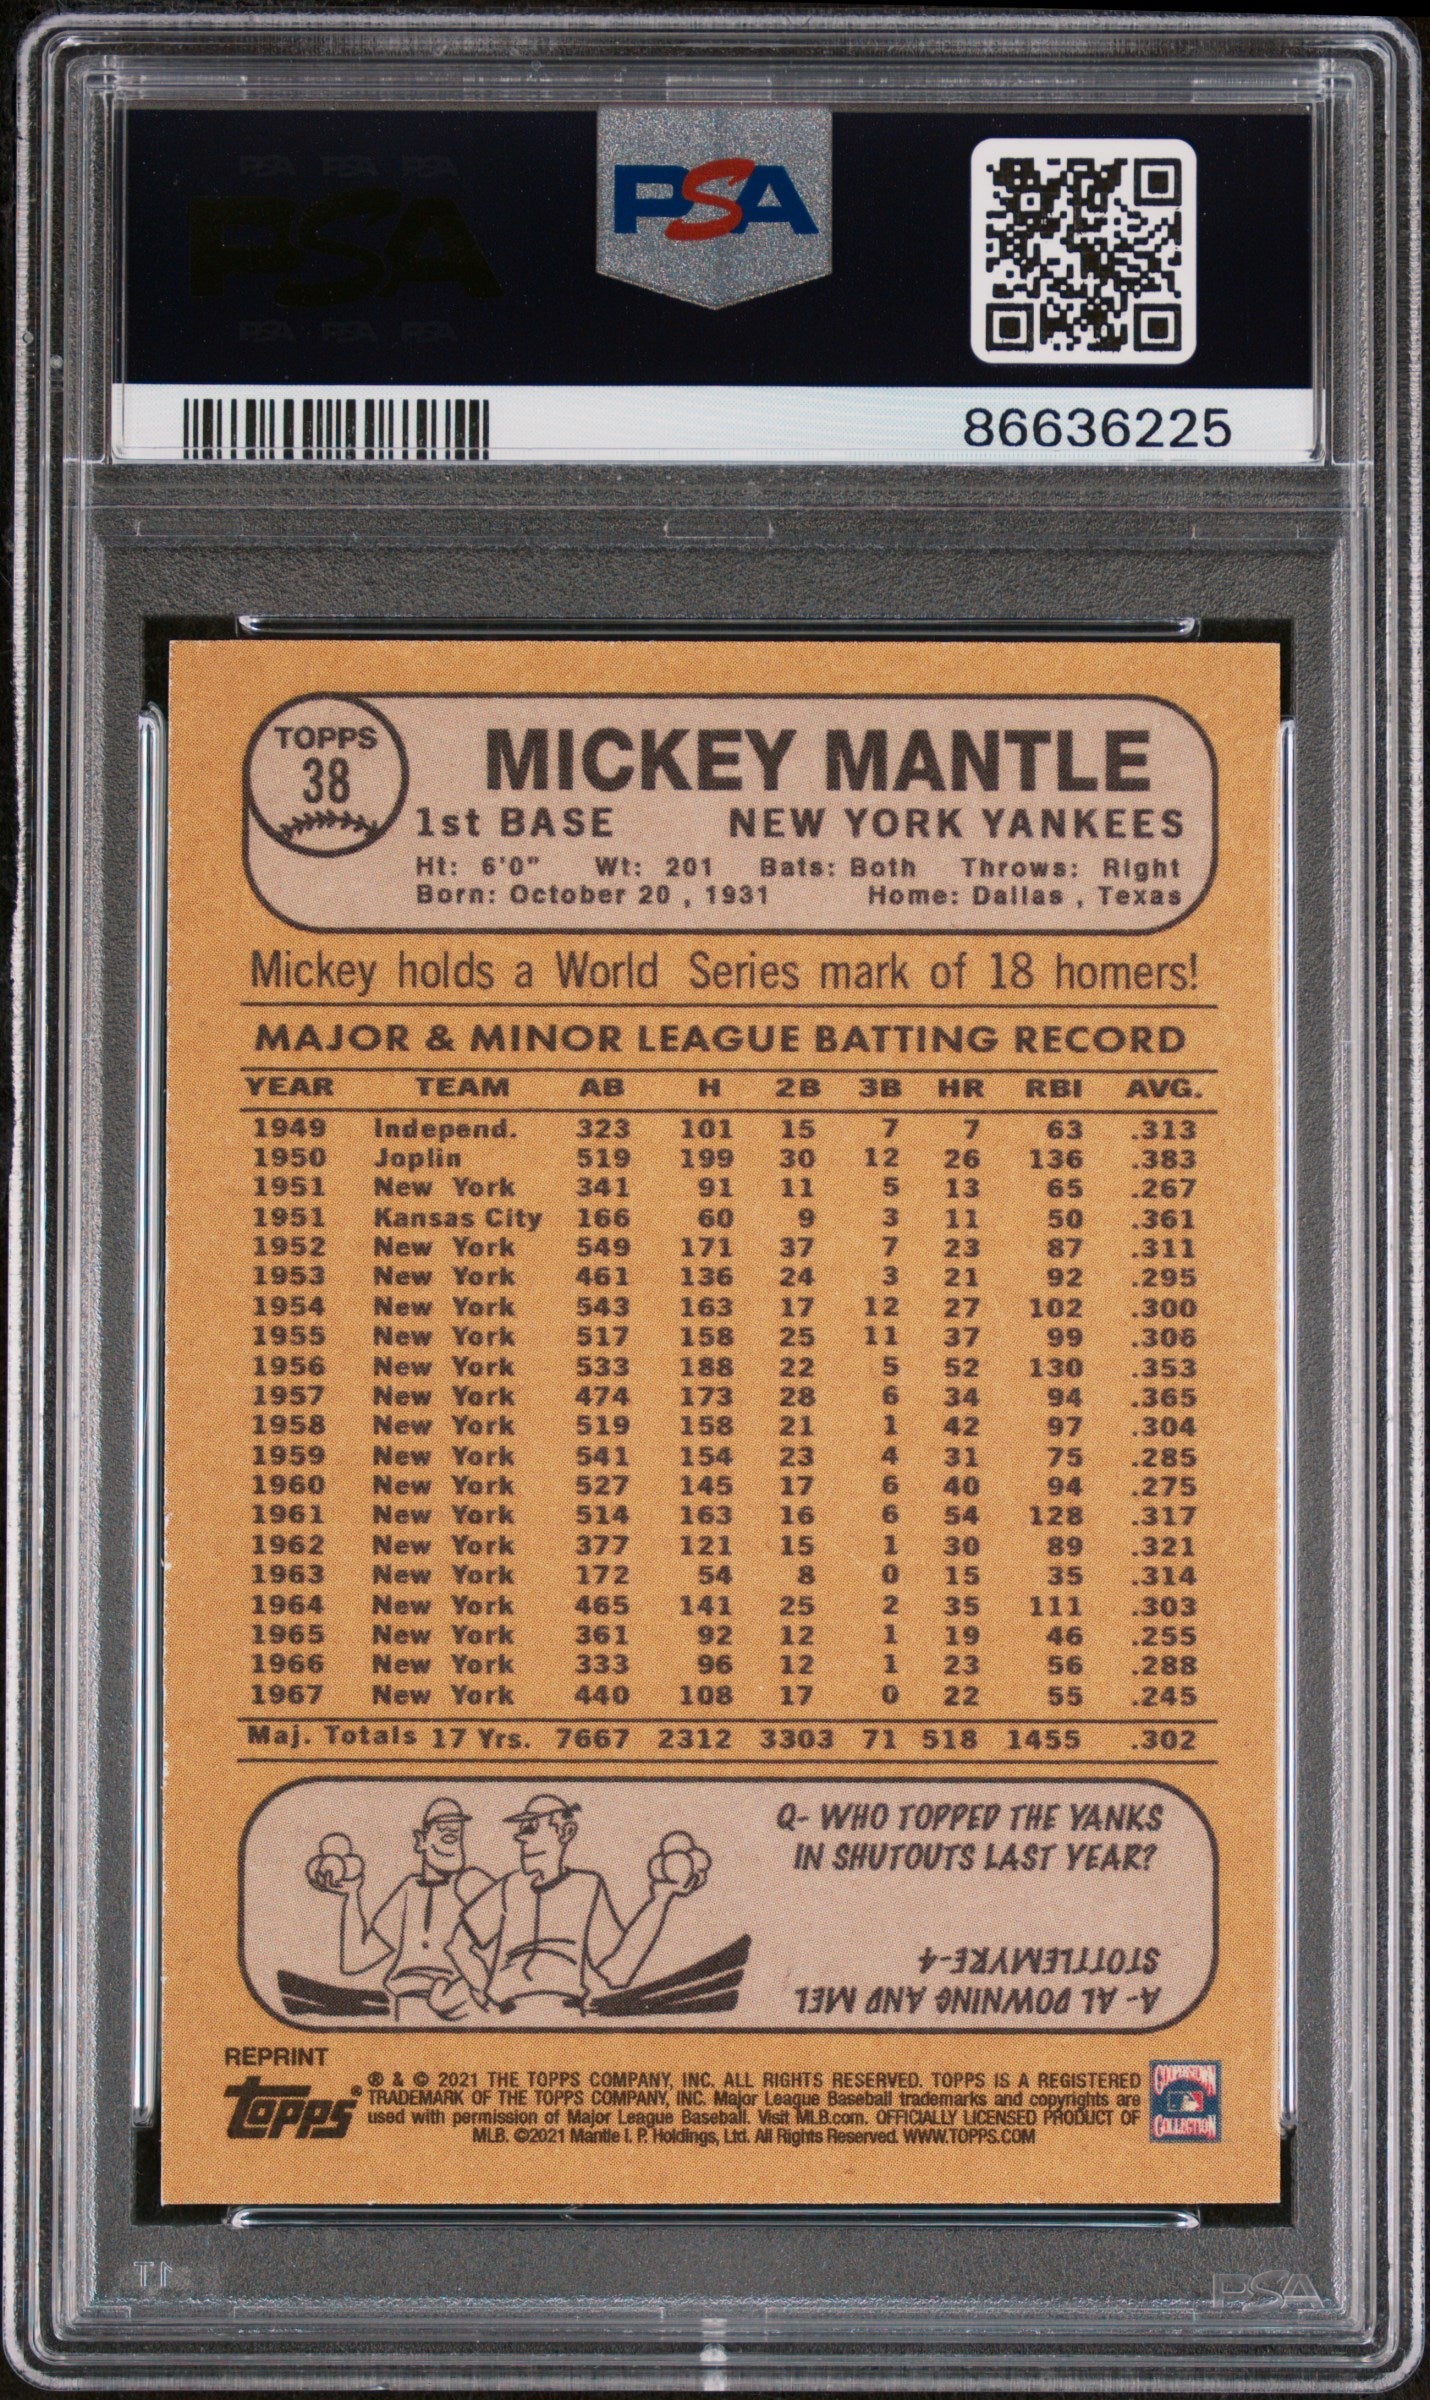 PSA PSA PSA
PSA
PSA PSA PSA
PSA
86636225
TOPPS
38
MICKEY MANTLE
1st BASE NEW YORK YANKEES
Ht: 6'0" Wt: 201 Bats: Both Throws: Right
Born: October 20 , 1931 Home: Dallas , Texas
Mickey holds a World Series mark of 18 homers!
MAJOR & MINOR LEAGUE BATTING RECORD
YEAR TEAM AB H 2B 3B HR RBI AVG.
1949 Independ. 323 101 15 7 7 63 .313
1950 Joplin 519 199 30 12 26 136 .383
1951 New York 341 91 11 5 13 65 .267
1951 Kansas City 166 60 9 3 11 50 .361
1952 New York 549 171 37 7 23 87 .311
1953 New York 461 136 24 3 21 92 .295
1954 New York 543 163 17 12 27 102 .300
1955 New York 517 158 25 11 37 99 .306
1956 New York 533 188 22 5 52 130 .353
1957 New York 474 173 28 6 34 94 .365
1958 New York 519 158 21 1 42 97 .304
1959 New York 541 154 23 4 31 75 .285
1960 New York 527 145 17 6 40 94 .275
1961 New York 514 163 16 6 54 128 .317
1962 New York 377 121 15 1 30 89 .321
1963 New York 172 54 8 0 15 35 .314
1964 New York 465 141 25 2 35 111 .303
1965 New York 361 92 12 1 19 46 .255
1966 New York 333 96 12 1 23 56 .288
1967 New York 440 108 17 0 22 55 .245
Maj. Totals 17 Yrs. 7667 2312 3303 71 518 1455 .302
Q- WHO TOPPED THE YANKS
IN SHUTOUTS LAST YEAR?
A- AL DOWNING AND MEL
STOTTLEMYRE-4
REPRINT
Topps®
® & © 2021 THE TOPPS COMPANY, INC. ALL RIGHTS RESERVED. TOPPS IS A REGISTERED
TRADEMARK OF THE TOPPS COMPANY, INC. Major League Baseball trademarks and copyrights are
used with permission of Major League Baseball. Visit MLB.com. OFFICIALLY LICENSED PRODUCT OF
MLB. ©2021 Mantle I. P. Holdings, Ltd. All Rights Reserved. WWW.TOPPS.COM
COOPERSTOWN
COLLECTION
PSA